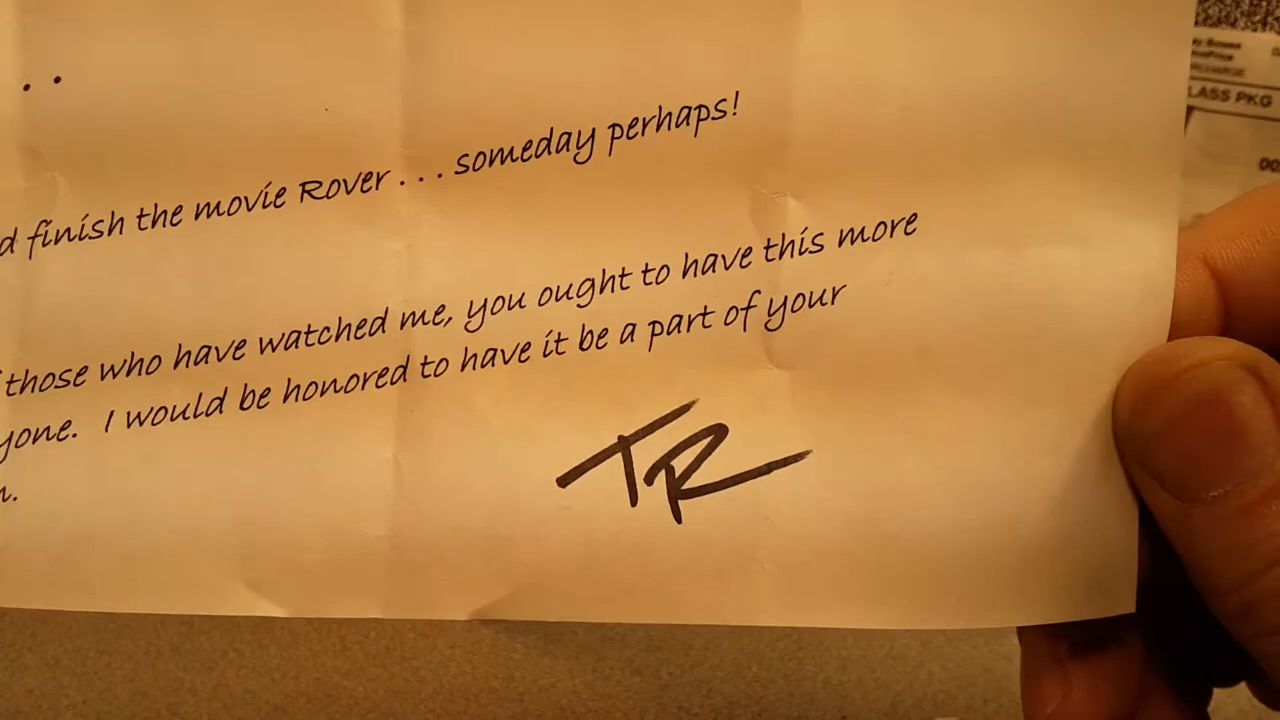 . .
d finish the movie Rover . . . someday perhaps!
those who have watched me, you ought to have this more
yone. I would be honored to have it be a part of your
n.
TR
LASS PKG
00